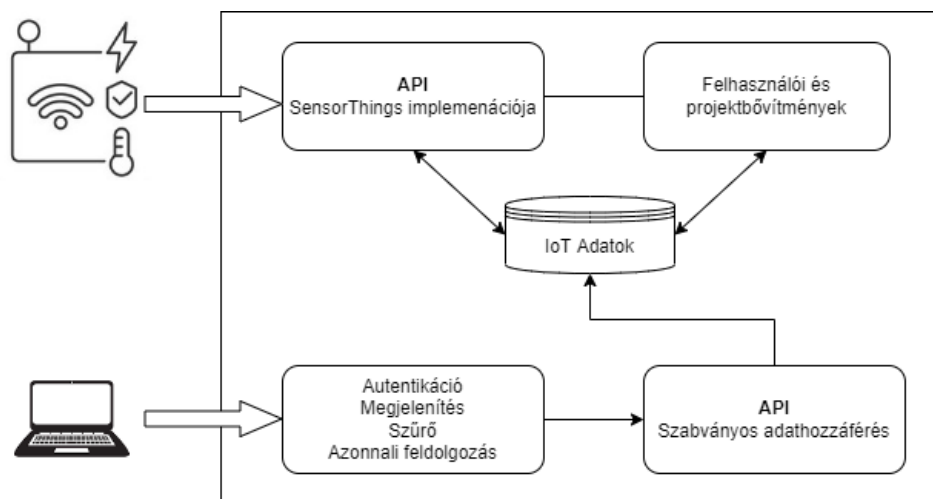 API
SensorThings implemenációja
Felhasználói és
projektbővítmények
IoT Adatok
Autentikáció
Megjelenítés
Szűrő
Azonnali feldolgozás
API
Szabványos adathozzáférés